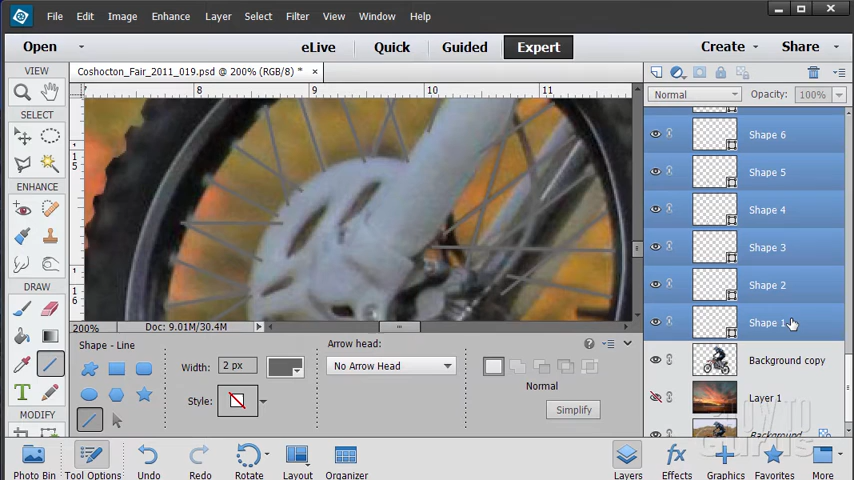 File Edit Image Enhance Layer Select Filter View Window Help
Open eLive Quick Guided Expert Create Share
VIEW
Coshocton_Fair_2011_019.psd @ 200% (RGB/8) * ×
Normal Opacity: 100%
9 10 11
SELECT
Shape 6
15
Shape 5
ENHANCE
Shape 4
Shape 3
16
DRAW
Shape 2
Shape 1
200% Doc: 9.01M/30.4M
Shape - Line
Arrow head:
Background copy
Width: 2 px No Arrow Head
Normal
Style:
Layer 1
Simplify
MODIFY
Background
Photo Bin Tool Options Undo Redo Rotate Layout Organizer Layers Effects Graphics Favorites More